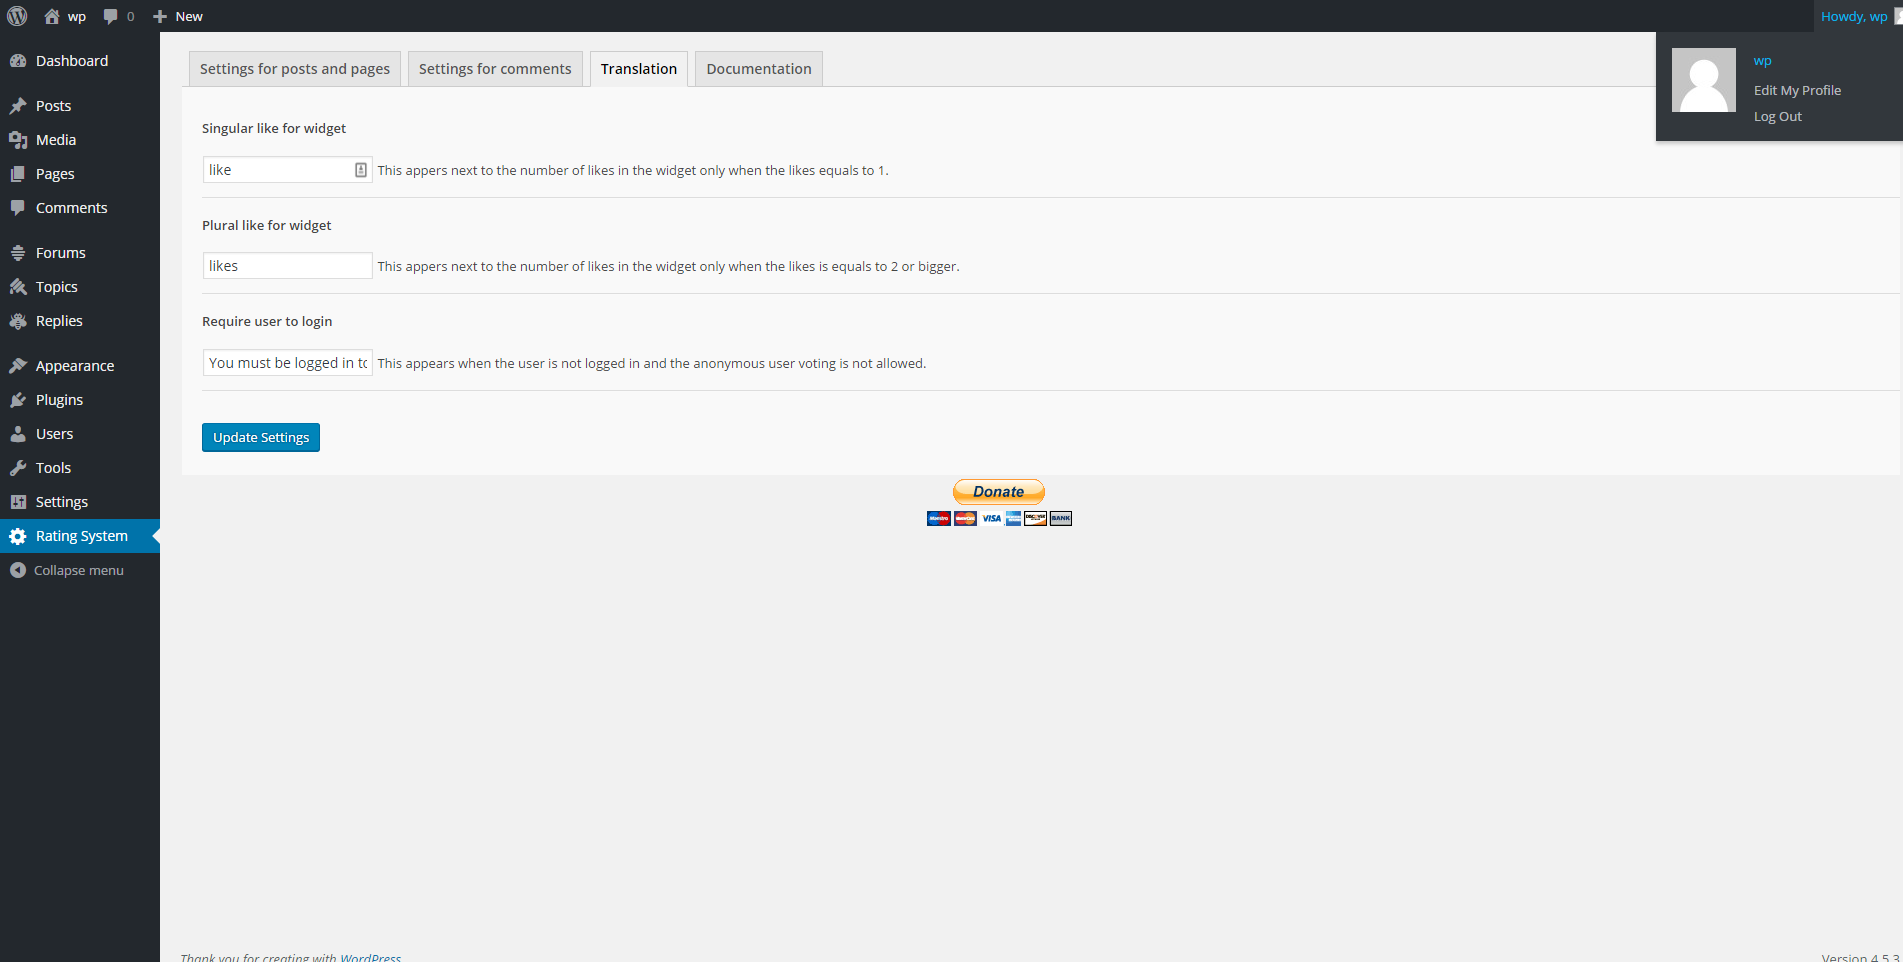 wp 0 New Howdy, wp
Dashboard
Posts
Media
Pages
Comments
Forums
Topics
Replies
Appearance
Plugins
Users
Tools
Settings
Rating System
Collapse menu
Settings for posts and pages Settings for comments Translation Documentation
wp
Edit My Profile
Log Out
Singular like for widget
like This appers next to the number of likes in the widget only when the likes equals to 1.
Plural like for widget
likes This appers next to the number of likes in the widget only when the likes is equals to 2 or bigger.
Require user to login
You must be logged in to This appears when the user is not logged in and the anonymous user voting is not allowed.
Update Settings
Donate
Maestro MasterCard VISA DISCOVER BANK
Thank you for creating with WordPress
Version 4.5.3